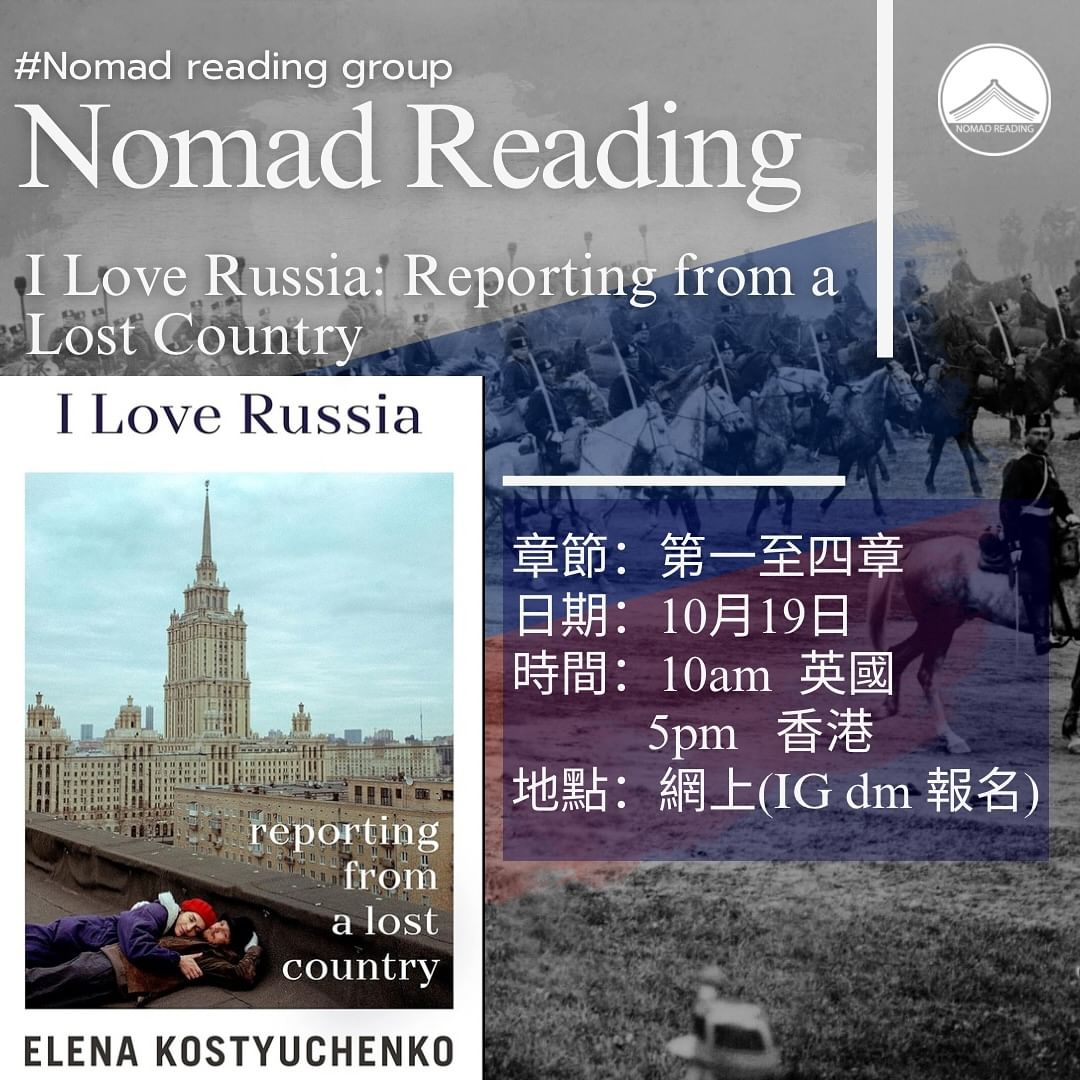 #Nomad reading group
Nomad Reading
NOMAD READING
I Love Russia: Reporting from a
Lost Country
I Love Russia
reporting
from
a lost
country
ELENA KOSTYUCHENKO
章節：第一至四章
日期：10月19日
時間：10am 英國
5pm 香港
地點：網上(IG dm 報名)